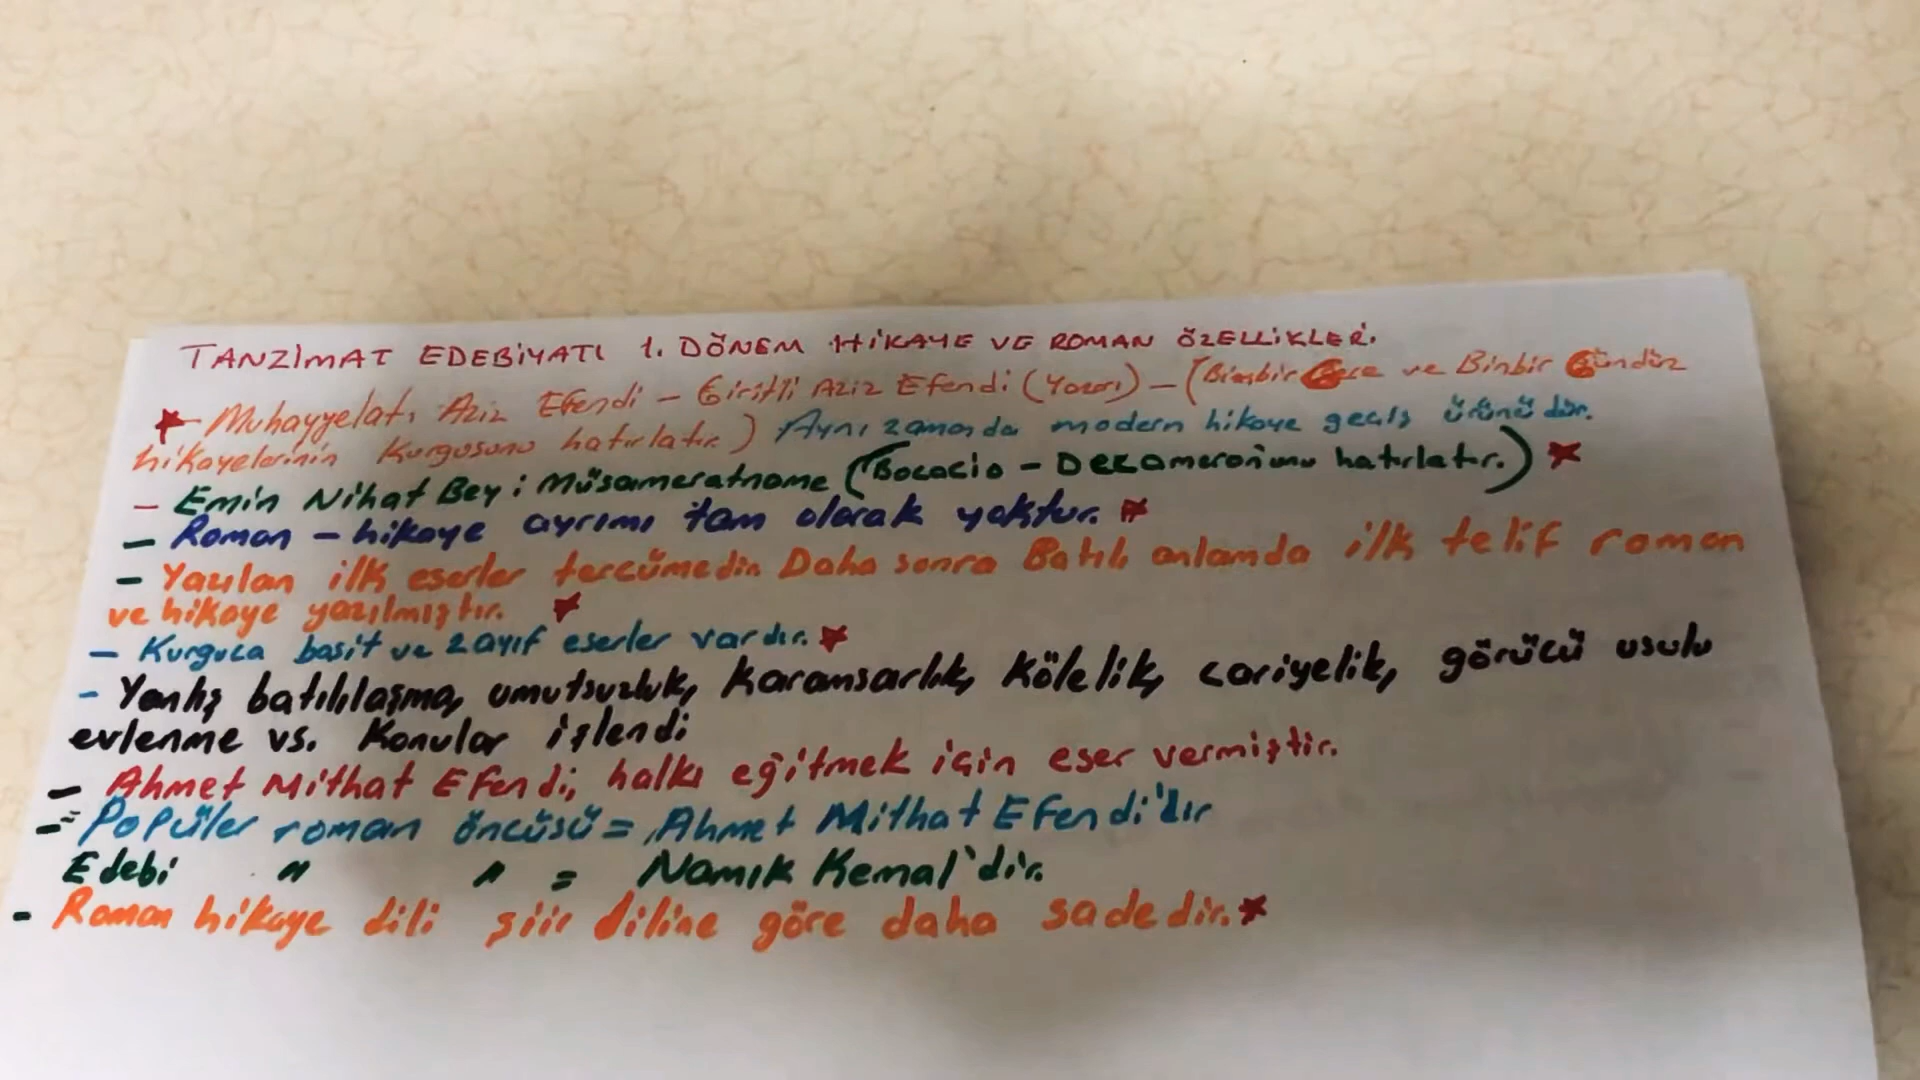 TANZİMAT EDEBİYATI 1. DÖNEM HİKAYE VE ROMAN ÖZELLİKLERİ.
- Muhayyelatı Aziz Efendi - Giritli Aziz Efendi (Yazarı) - (Binbir Gece ve Binbir Gündüz
hikayelerinin Kurgusunu hatırlatır.) Aynı zamanda modern hikaye geçiş ürünüdür.
- Emin Nihat Bey: Müsameratname (Bocacio - Dekameron'unu hatırlatır.)
- Roman - hikaye ayrımı tam olarak yoktur.
- Yazılan ilk eserler tercümedir. Daha sonra Batılı anlamda ilk telif roman
ve hikaye yazılmıştır.
- Kurguca basit ve zayıf eserler vardır.
- Yanlış batılılaşma, umutsuzluk, karamsarlık, kölelik, cariyelik, görücü usulu
evlenme vs. Konular işlendi
- Ahmet Mithat Efendi, halkı eğitmek için eser vermiştir.
- Popüler roman öncüsü = Ahmet Mithat Efendi'dir
Edebi " " = Namık Kemal'dir.
- Roman hikaye dili şiir diline göre daha sadedir.